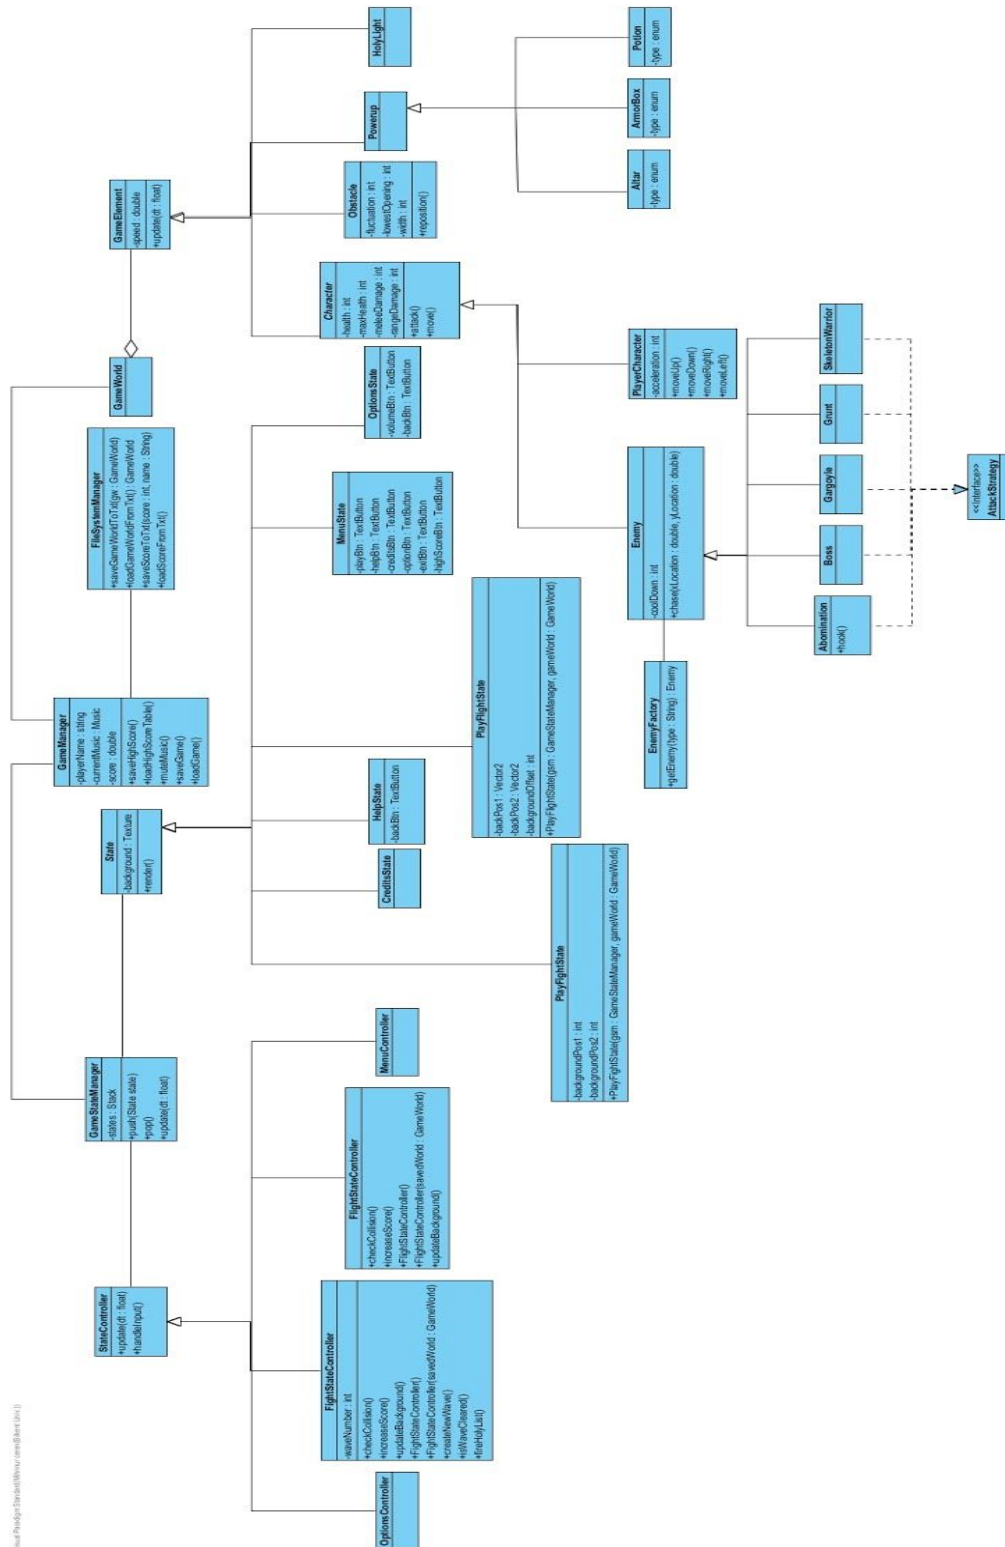 StateController
+update(dt : float)
+handleInput()
GameStateManager
-states : Stack
+push(State state)
+pop()
+update(dt : float)
State
-background : Texture
+render()
GameManager
-playerName : string
-currentMusic : Music
-score : double
+saveHighScore()
+loadHighScoreTable()
+muteMusic()
+saveGame()
+loadGame()
FileSystemManager
+saveGameWorldToTxt(gw : GameWorld)
+loadGameWorldFromTxt() : GameWorld
+saveScoreToTxt(score : int, name : String)
+loadScoreFromTxt()
GameWorld
GameElement
-speed : double
+update(dt : float)
OptionsController
FightStateController
-waveNumber : int
+checkCollision()
+increaseScore()
+updateBackground()
+FightStateController()
+FightStateController(savedWorld : GameWorld)
+createNewWave()
+isWaveCleared()
+fireHolyList()
FlightStateController
+checkCollision()
+increaseScore()
+FlightStateController()
+FlightStateController(savedWorld : GameWorld)
+updateBackground()
MenuController
CreditsState
HelpState
-backBtn : TextButton
MenuState
-playBtn : TextButton
-helpBtn : TextButton
-creditsBtn : TextButton
-optionBtn : TextButton
-exitBtn : TextButton
-highScoreBtn : TextButton
OptionsState
-volumeBtn : TextButton
-backBtn : TextButton
Character
-health : int
-maxHealth : int
-meleeDamage : int
-rangeDamage : int
+attack()
+move()
Obstacle
-fluctuation : int
-lowestOpening : int
-width : int
+reposition()
Powerup
HolyLight
PlayFightState
-backgroundPos1 : int
-backgroundPos2 : int
+PlayFightState(gsm : GameStateManager, gameWorld : GameWorld)
PlayFlightState
-backPos1 : Vector2
-backPos2 : Vector2
-backgroundOffset : int
+PlayFlightState(gsm : GameStateManager, gameWorld : GameWorld)
EnemyFactory
+getEnemy(type : String) : Enemy
Enemy
-coolDown : int
+chase(xLocation : double, yLocation : double)
PlayerCharacter
-acceleration : int
+moveUp()
+moveDown()
+moveRight()
+moveLeft()
Altar
-type : enum
ArmorBox
-type : enum
Potion
-type : enum
Abomination
+hook()
Boss
Gargoyle
Grunt
SkeletonWarrior
<<Interface>>
AttackStrategy